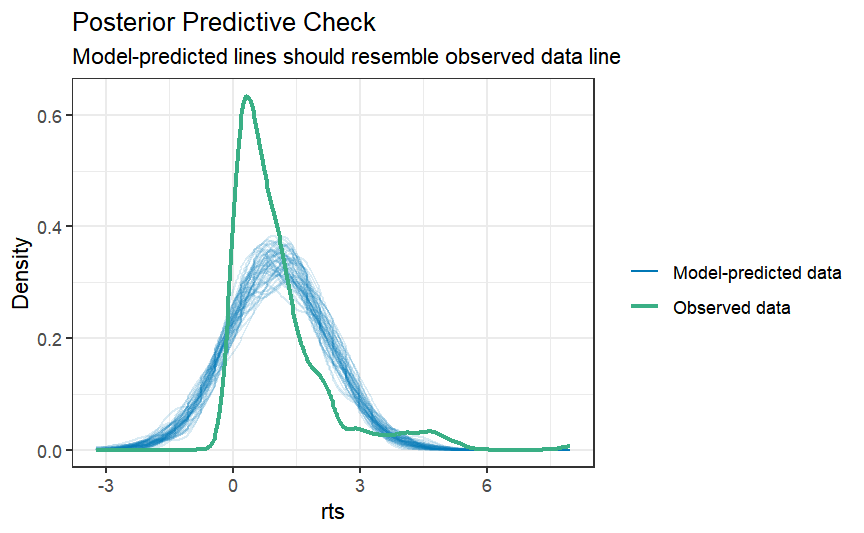 Posterior Predictive Check
Model-predicted lines should resemble observed data line
0.6
0.4
0.2
0.0
Density
-3
0
3
6
rts
Model-predicted data
Observed data